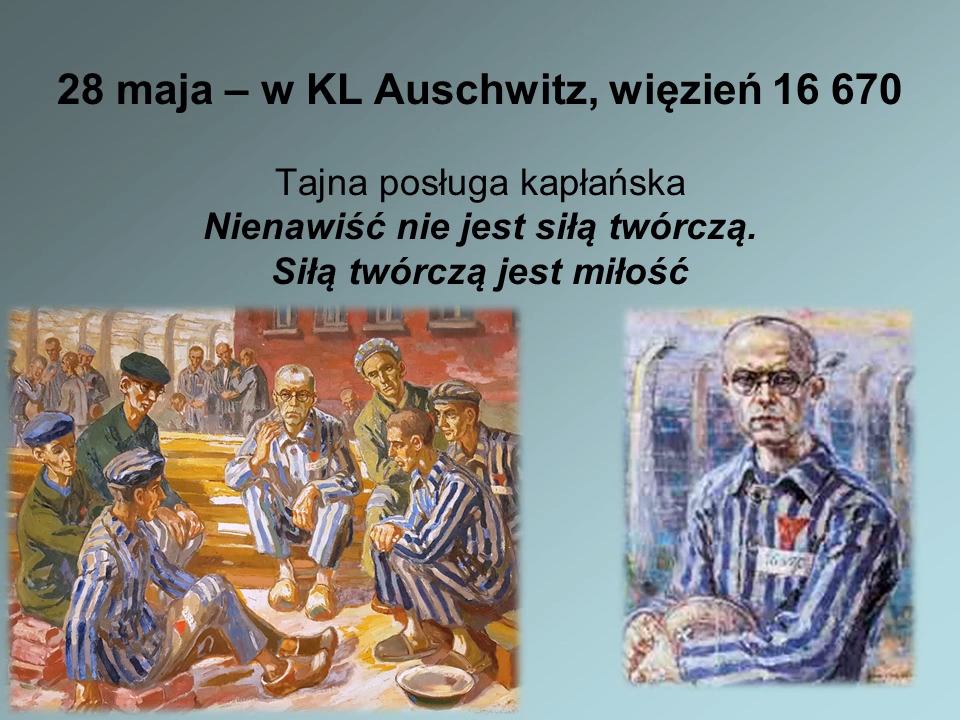 28 maja – w KL Auschwitz, więzień 16 670
Tajna posługa kapłańska
Nienawiść nie jest siłą twórczą.
Siłą twórczą jest miłość